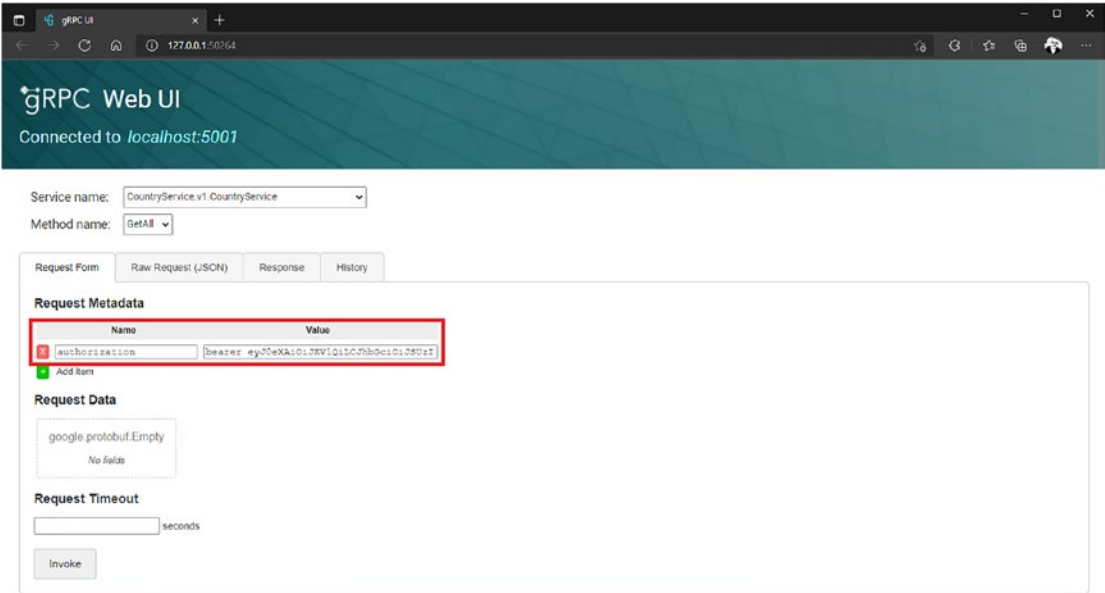 gRPC UI
127.0.0.1:50264
gRPC Web UI
Connected to localhost:5001
Service name: CountryService.v1.CountryService
Method name: GetAll
Request Form Raw Request (JSON) Response History
Request Metadata
Name Value
X authorization bearer
+ Add item
Request Data
google.protobuf.Empty
No fields
Request Timeout
seconds
Invoke